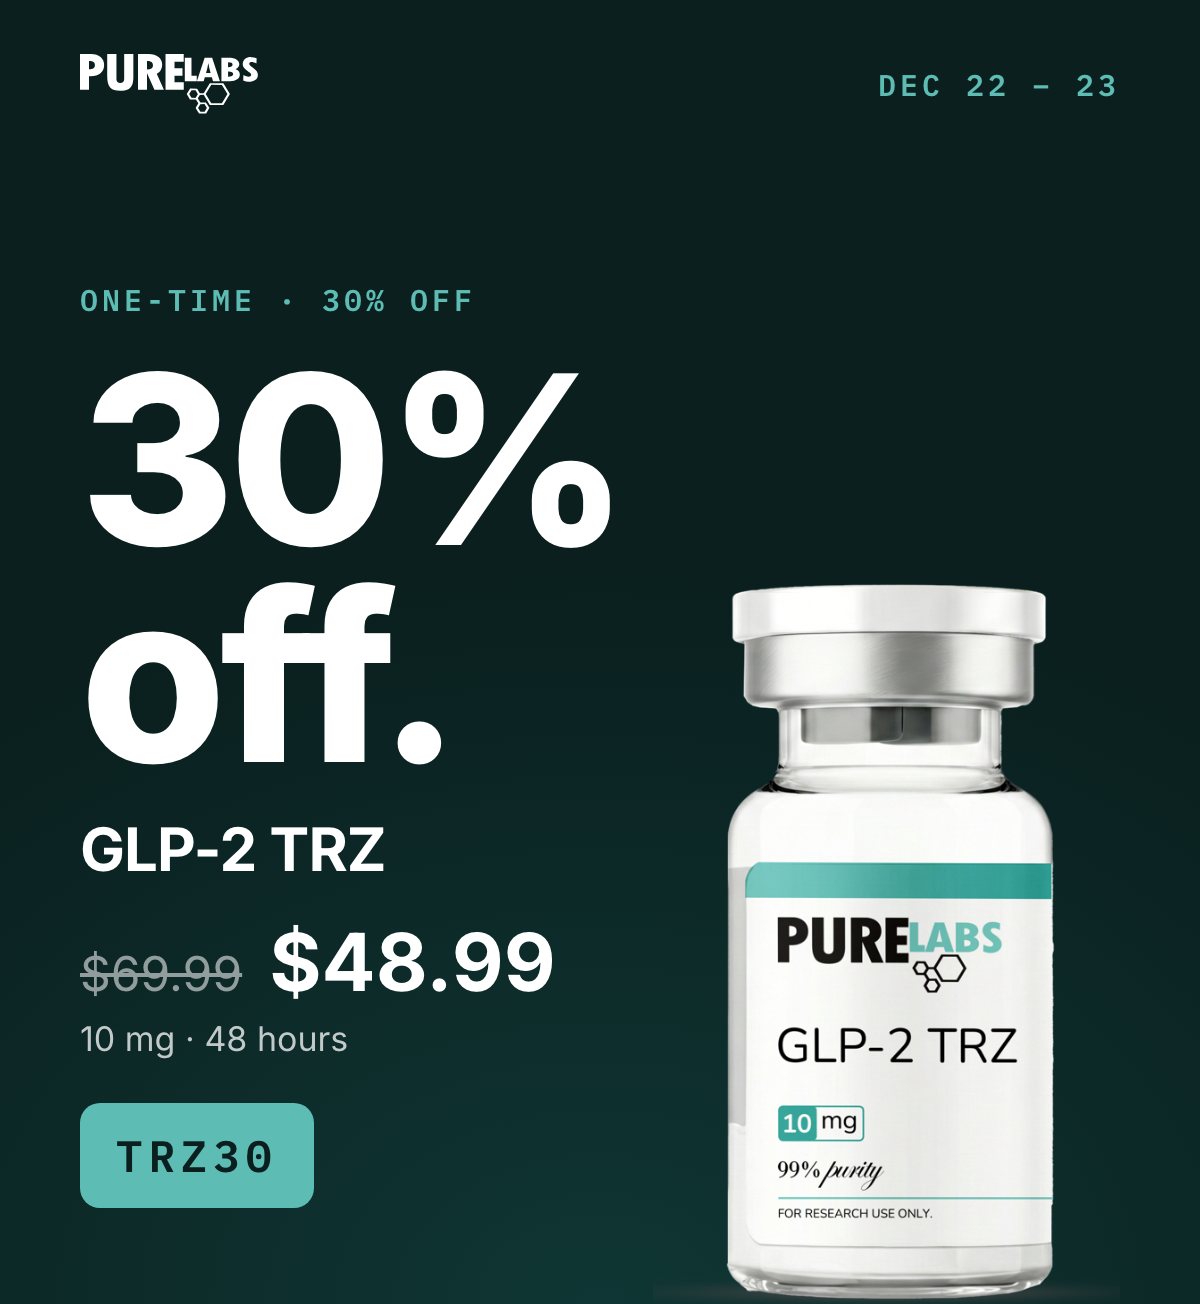 PURELABS
DEC 22 – 23
ONE-TIME · 30% OFF
30%
off.
GLP-2 TRZ
$69.99 $48.99
10 mg · 48 hours
TRZ30
PURELABS
GLP-2 TRZ
10 mg
99% purity
FOR RESEARCH USE ONLY.